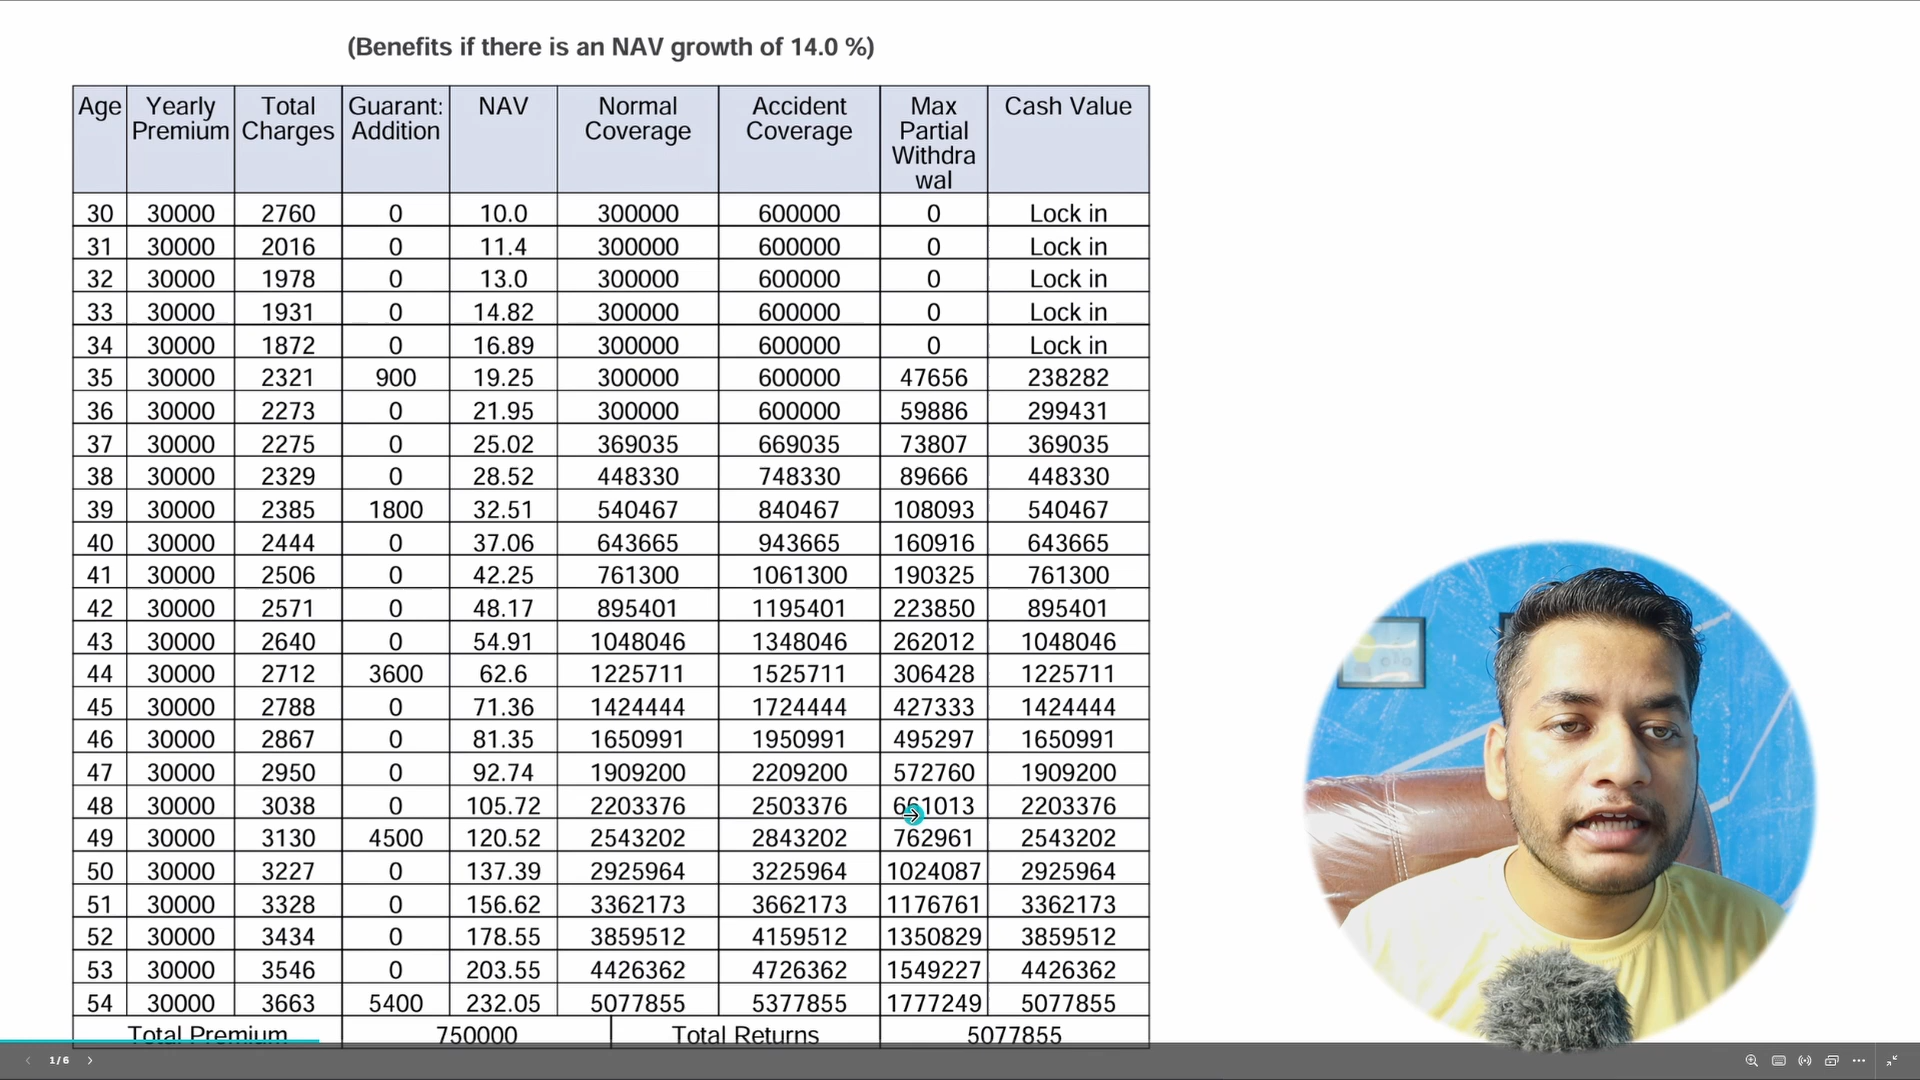 (Benefits if there is an NAV growth of 14.0 %)
Age Yearly Premium Total Charges Guarant: Addition NAV Normal Coverage Accident Coverage Max Partial Withdrawal Cash Value
30 30000 2760 0 10.0 300000 600000 0 Lock in
31 30000 2016 0 11.4 300000 600000 0 Lock in
32 30000 1978 0 13.0 300000 600000 0 Lock in
33 30000 1931 0 14.82 300000 600000 0 Lock in
34 30000 1872 0 16.89 300000 600000 0 Lock in
35 30000 2321 900 19.25 300000 600000 47656 238282
36 30000 2273 0 21.95 300000 600000 59886 299431
37 30000 2275 0 25.02 369035 669035 73807 369035
38 30000 2329 0 28.52 448330 748330 89666 448330
39 30000 2385 1800 32.51 540467 840467 108093 540467
40 30000 2444 0 37.06 643665 943665 160916 643665
41 30000 2506 0 42.25 761300 1061300 190325 761300
42 30000 2571 0 48.17 895401 1195401 223850 895401
43 30000 2640 0 54.91 1048046 1348046 262012 1048046
44 30000 2712 3600 62.6 1225711 1525711 306428 1225711
45 30000 2788 0 71.36 1424444 1724444 427333 1424444
46 30000 2867 0 81.35 1650991 1950991 495297 1650991
47 30000 2950 0 92.74 1909200 2209200 572760 1909200
48 30000 3038 0 105.72 2203376 2503376 661013 2203376
49 30000 3130 4500 120.52 2543202 2843202 762961 2543202
50 30000 3227 0 137.39 2925964 3225964 1024087 2925964
51 30000 3328 0 156.62 3362173 3662173 1176761 3362173
52 30000 3434 0 178.55 3859512 4159512 1350829 3859512
53 30000 3546 0 203.55 4426362 4726362 1549227 4426362
54 30000 3663 5400 232.05 5077855 5377855 1777249 5077855
Total Premium 750000 Total Returns 5077855
1/6